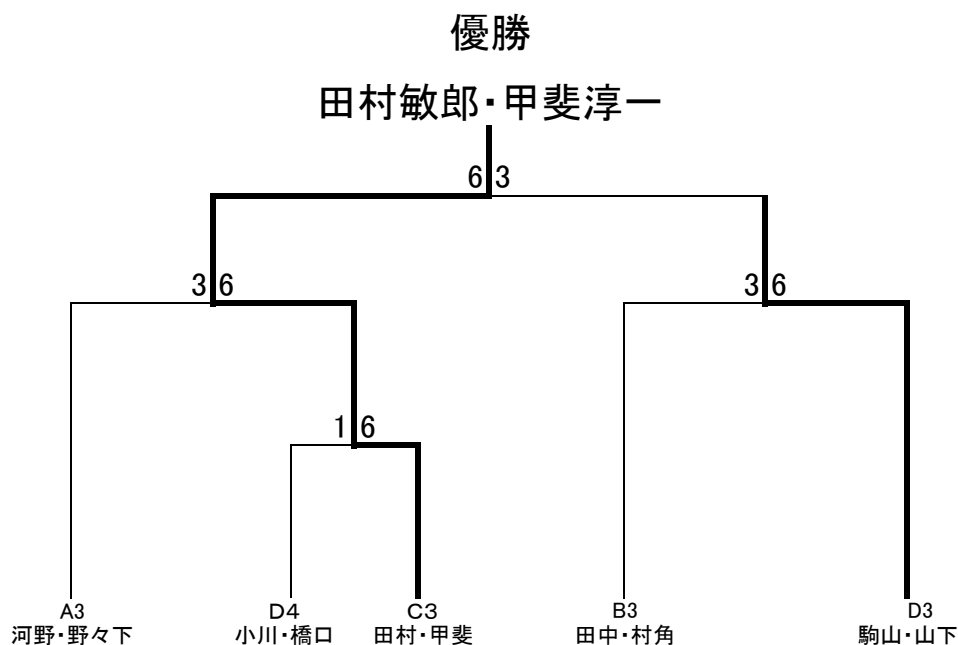 優勝
田村敏郎・甲斐淳一
6 3
3 6
3 6
1 6
A3
河野・野々下
D4
小川・橋口
C3
田村・甲斐
B3
田中・村角
D3
駒山・山下